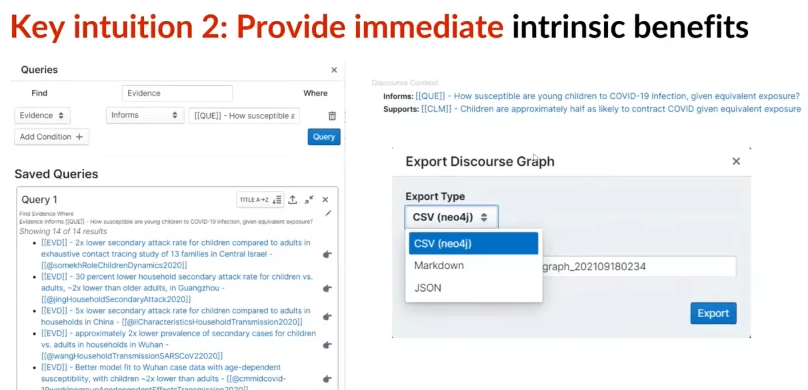 Key intuition 2: Provide immediate intrinsic benefits
Queries
×
Find
Evidence
Where
Evidence
Informs
[[QUE]] - How susceptible a
Add Condition +
Query
Saved Queries
Query 1
TITLE A→Z
×
Find Evidence Where
Evidence Informs [[QUE]] - How susceptible are young children to COVID-19 infection, given equivalent exposure?
Showing 14 of 14 results
• [[EVD]] - 2x lower secondary attack rate for children compared to adults in
exhaustive contact tracing study of 13 families in Central Israel -
[[@somekhRoleChildrenDynamics2020]]
• [[EVD]] - 30 percent lower household secondary attack rate for children vs.
adults, ~2x lower than older adults, in Guangzhou -
[[@jingHouseholdSecondaryAttack2020]]
• [[EVD]] - 5x lower secondary attack rate for children compared to adults in
households in China - [[@liCharacteristicsHouseholdTransmission2020]]
• [[EVD]] - approximately 2x lower prevalence of secondary cases for children
vs. adults in households in Wuhan -
[[@wangHouseholdTransmissionSARSCoV22020]]
• [[EVD]] - Better model fit to Wuhan case data with age-dependent
susceptibility, with children ~2x lower than adults - [[@cmmidcovid-
Discourse Context
Informs: [[QUE]] - How susceptible are young children to COVID-19 infection, given equivalent exposure?
Supports: [[CLM]] - Children are approximately half as likely to contract COVID given equivalent exposure
Export Discourse Graph
×
Export Type
CSV (neo4j)
CSV (neo4j)
Markdown
JSON
graph_202109180234
Export